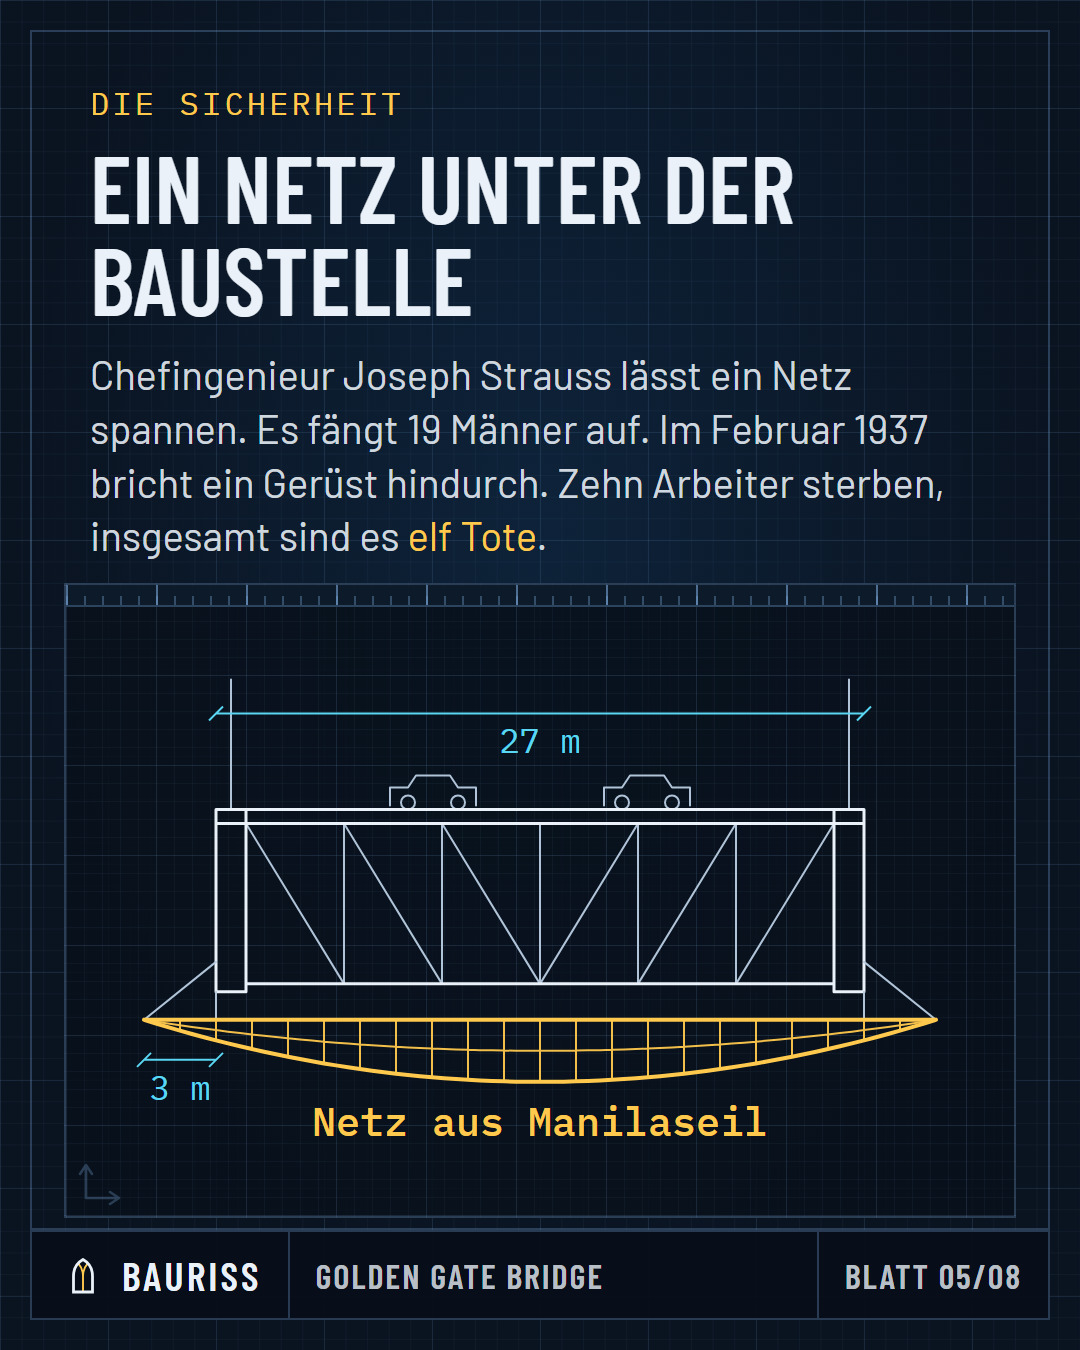 DIE SICHERHEIT
EIN NETZ UNTER DER
BAUSTELLE
Chefingenieur Joseph Strauss lässt ein Netz
spannen. Es fängt 19 Männer auf. Im Februar 1937
bricht ein Gerüst hindurch. Zehn Arbeiter sterben,
insgesamt sind es elf Tote.
27 m
3 m
Netz aus Manilaseil
BAURISS
GOLDEN GATE BRIDGE
BLATT 05/08